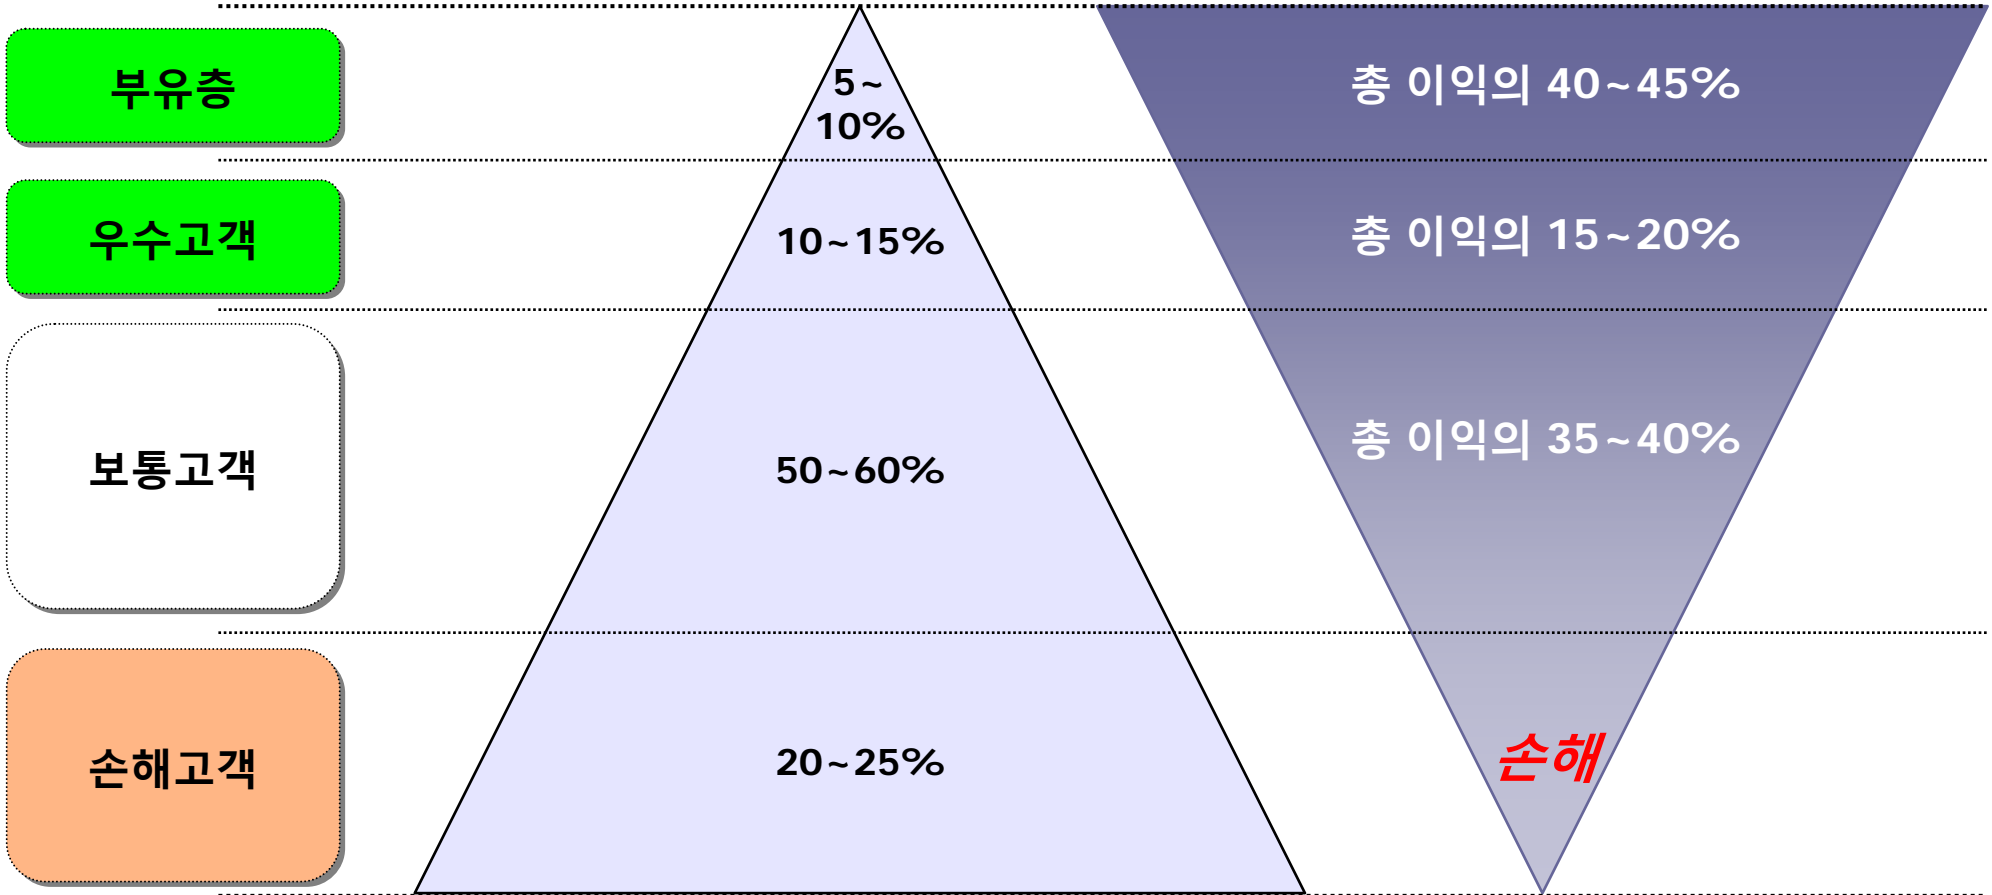 부유층
5~
10%
총 이익의 40~45%
우수고객
10~15%
총 이익의 15~20%
보통고객
50~60%
총 이익의 35~40%
손해고객
20~25%
손해